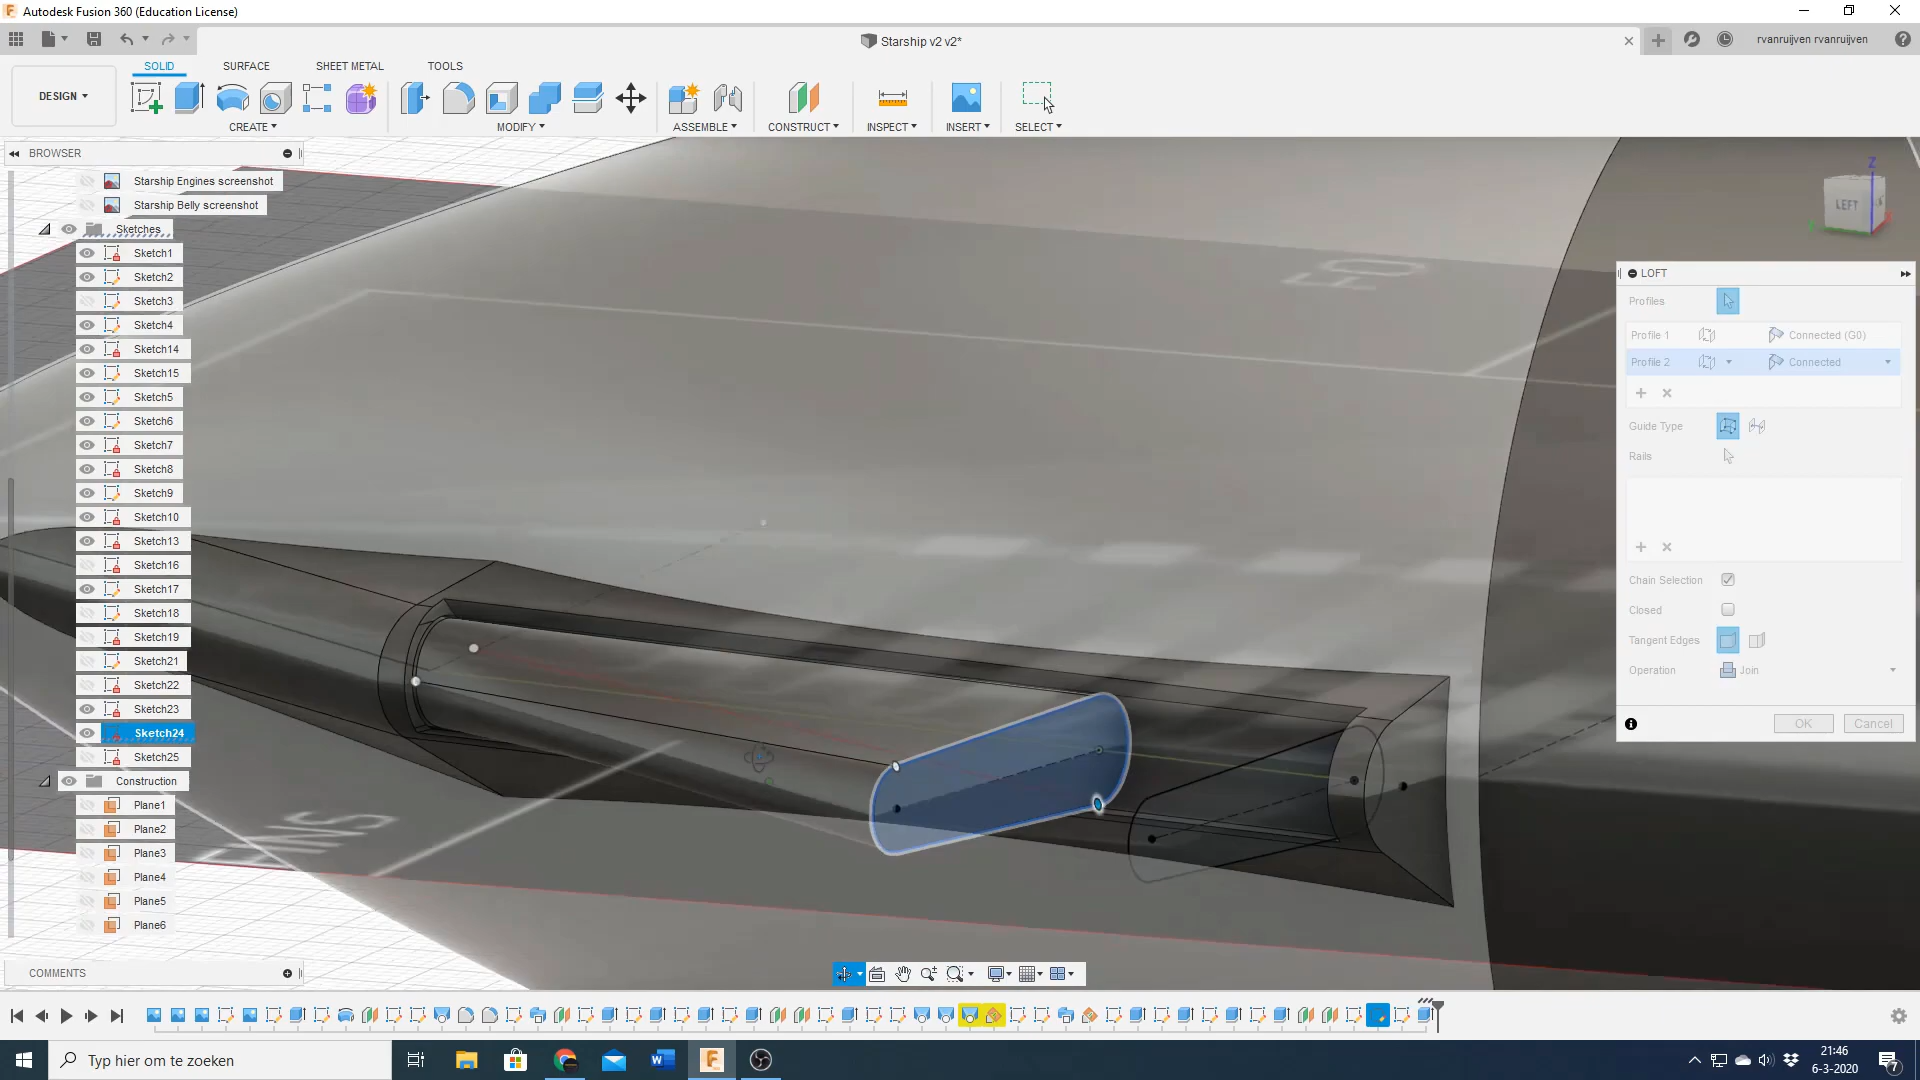 Autodesk Fusion 360 (Education License)
Starship v2 v2*
rvanruijven rvanruijven
DESIGN
SOLID
SURFACE
SHEET METAL
TOOLS
CREATE
MODIFY
ASSEMBLE
CONSTRUCT
INSPECT
INSERT
SELECT
BROWSER
Starship Engines screenshot
Starship Belly screenshot
Sketches
Sketch1
Sketch2
Sketch3
Sketch4
Sketch14
Sketch15
Sketch5
Sketch6
Sketch7
Sketch8
Sketch9
Sketch10
Sketch13
Sketch16
Sketch17
Sketch18
Sketch19
Sketch21
Sketch22
Sketch23
Sketch24
Sketch25
Construction
Plane1
Plane2
Plane3
Plane4
Plane5
Plane6
COMMENTS
Z
LEFT
LOFT
Profiles
Profile 1
Connected (G0)
Profile 2
Connected
Guide Type
Rails
Chain Selection
Closed
Tangent Edges
Operation
Join
OK
Cancel
Typ hier om te zoeken
21:46
6-3-2020
7